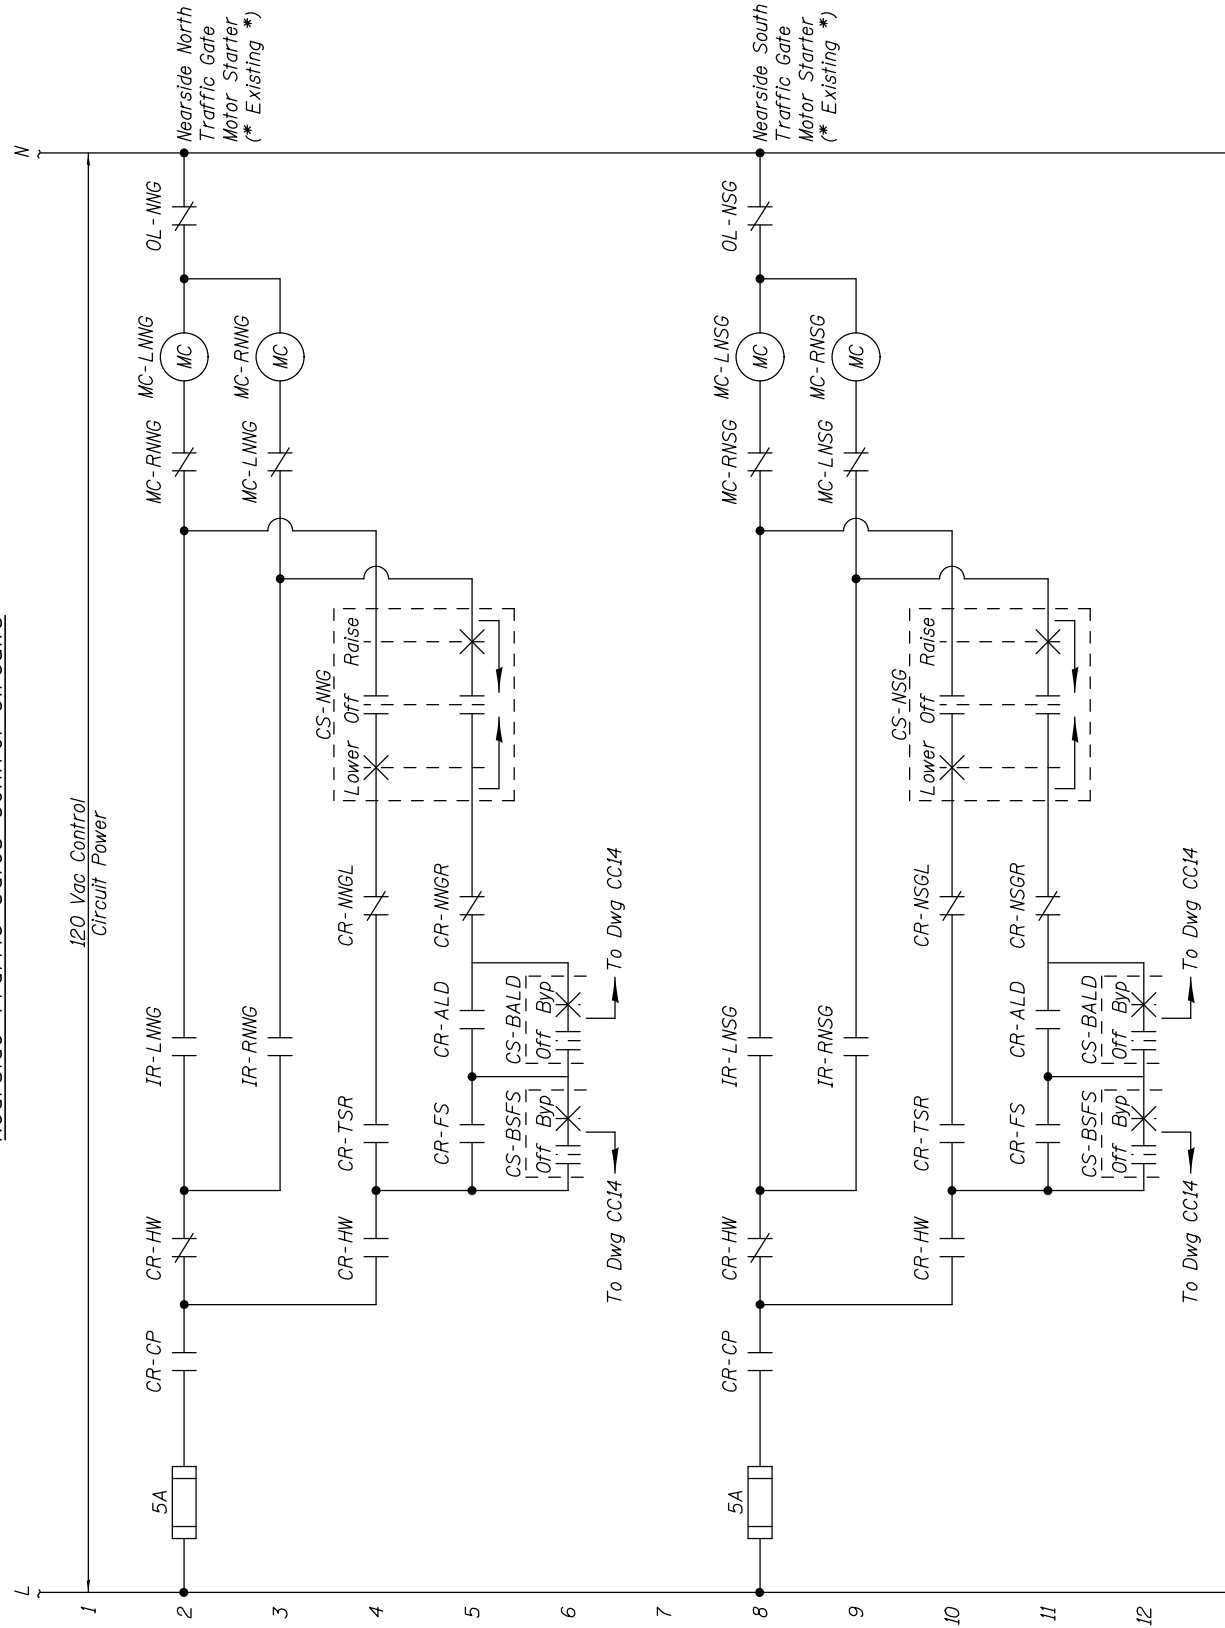 L
N
1
120 Vac Control
Circuit Power
2
5A
CR-CP
CR-HW
IR-LNNG
MC-RNNG
MC-LNNG
MC
OL-NNG
Nearside North
Traffic Gate
Motor Starter
(* Existing *)
3
IR-RNNG
MC-LNNG
MC-RNNG
MC
4
CR-HW
CR-TSR
CR-NNGL
CS-NNG
Lower Off Raise
5
CR-FS
CR-ALD
CR-NNGR
6
CS-BSFS
Off Byp
CS-BALD
Off Byp
To Dwg CC14
To Dwg CC14
7
8
5A
CR-CP
CR-HW
IR-LNSG
MC-RNSG
MC-LNSG
MC
OL-NSG
Nearside South
Traffic Gate
Motor Starter
(* Existing *)
9
IR-RNSG
MC-LNSG
MC-RNSG
MC
10
CR-HW
CR-TSR
CR-NSGL
CS-NSG
Lower Off Raise
11
CR-FS
CR-ALD
CR-NSGR
12
CS-BSFS
Off Byp
CS-BALD
Off Byp
To Dwg CC14
To Dwg CC14